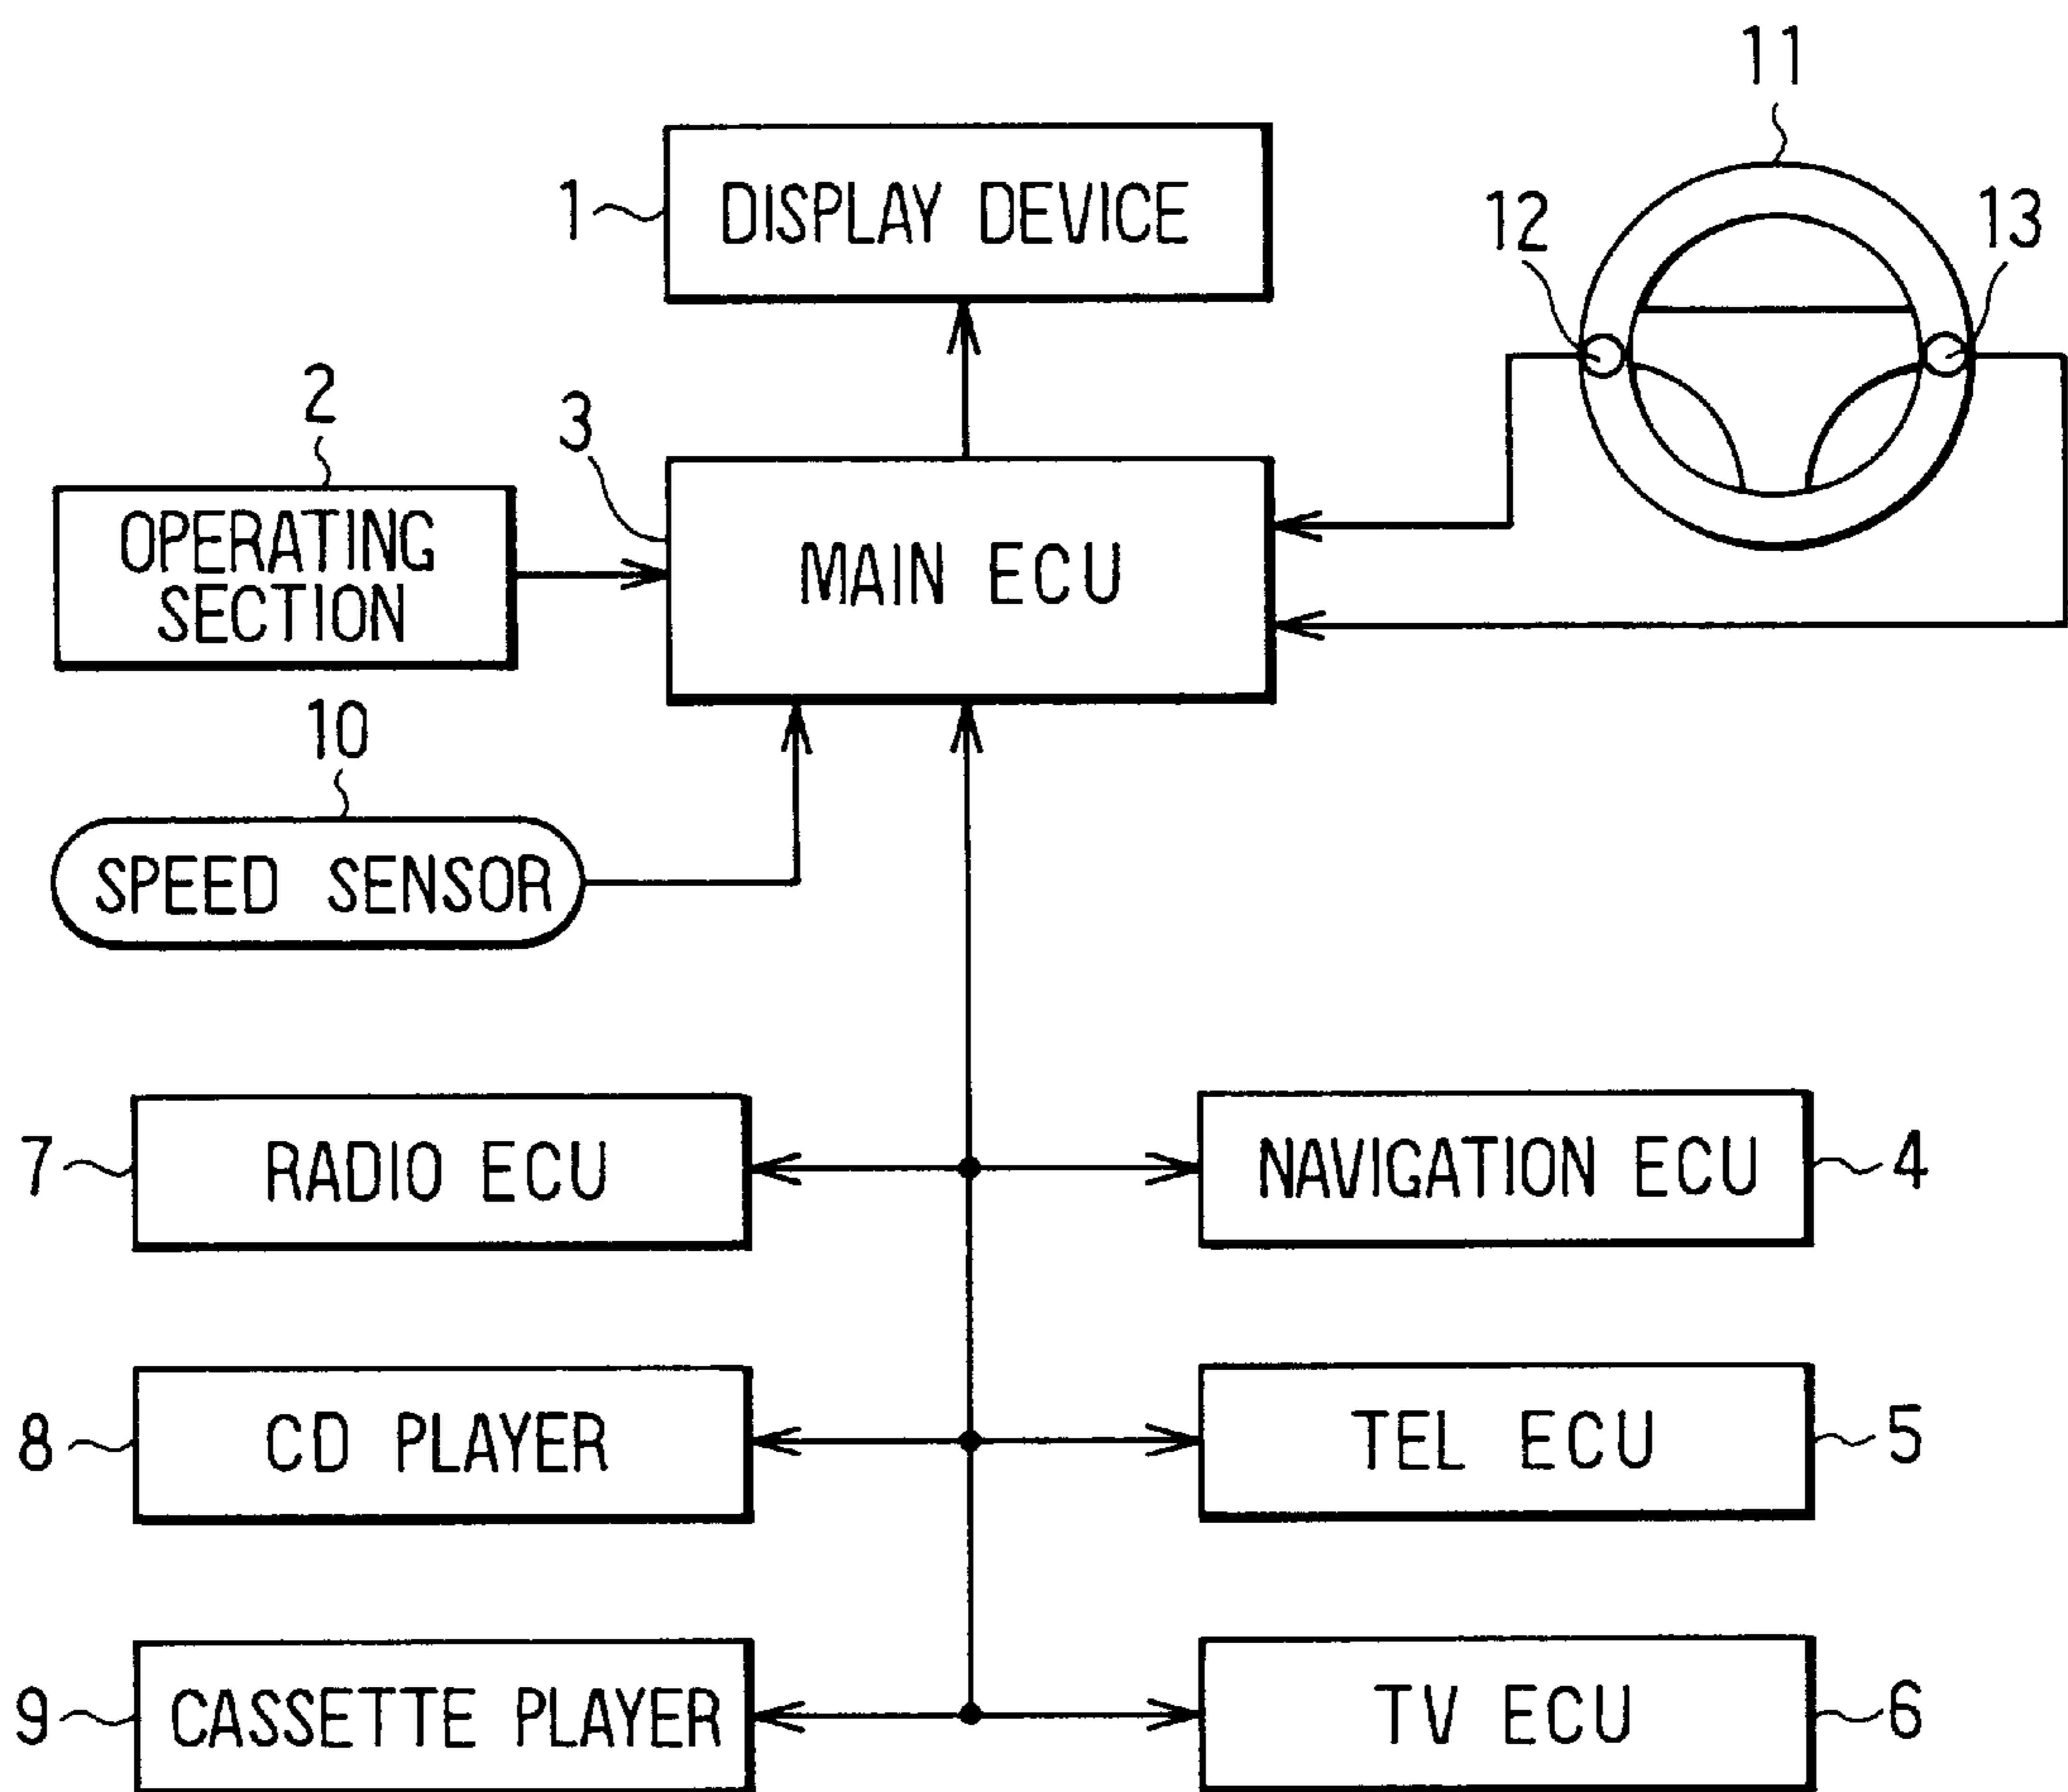 11
1
DISPLAY DEVICE
12
13
2
3
OPERATING
SECTION
MAIN ECU
10
SPEED SENSOR
7
RADIO ECU
NAVIGATION ECU
4
8
CD PLAYER
TEL ECU
5
9
CASSETTE PLAYER
TV ECU
6